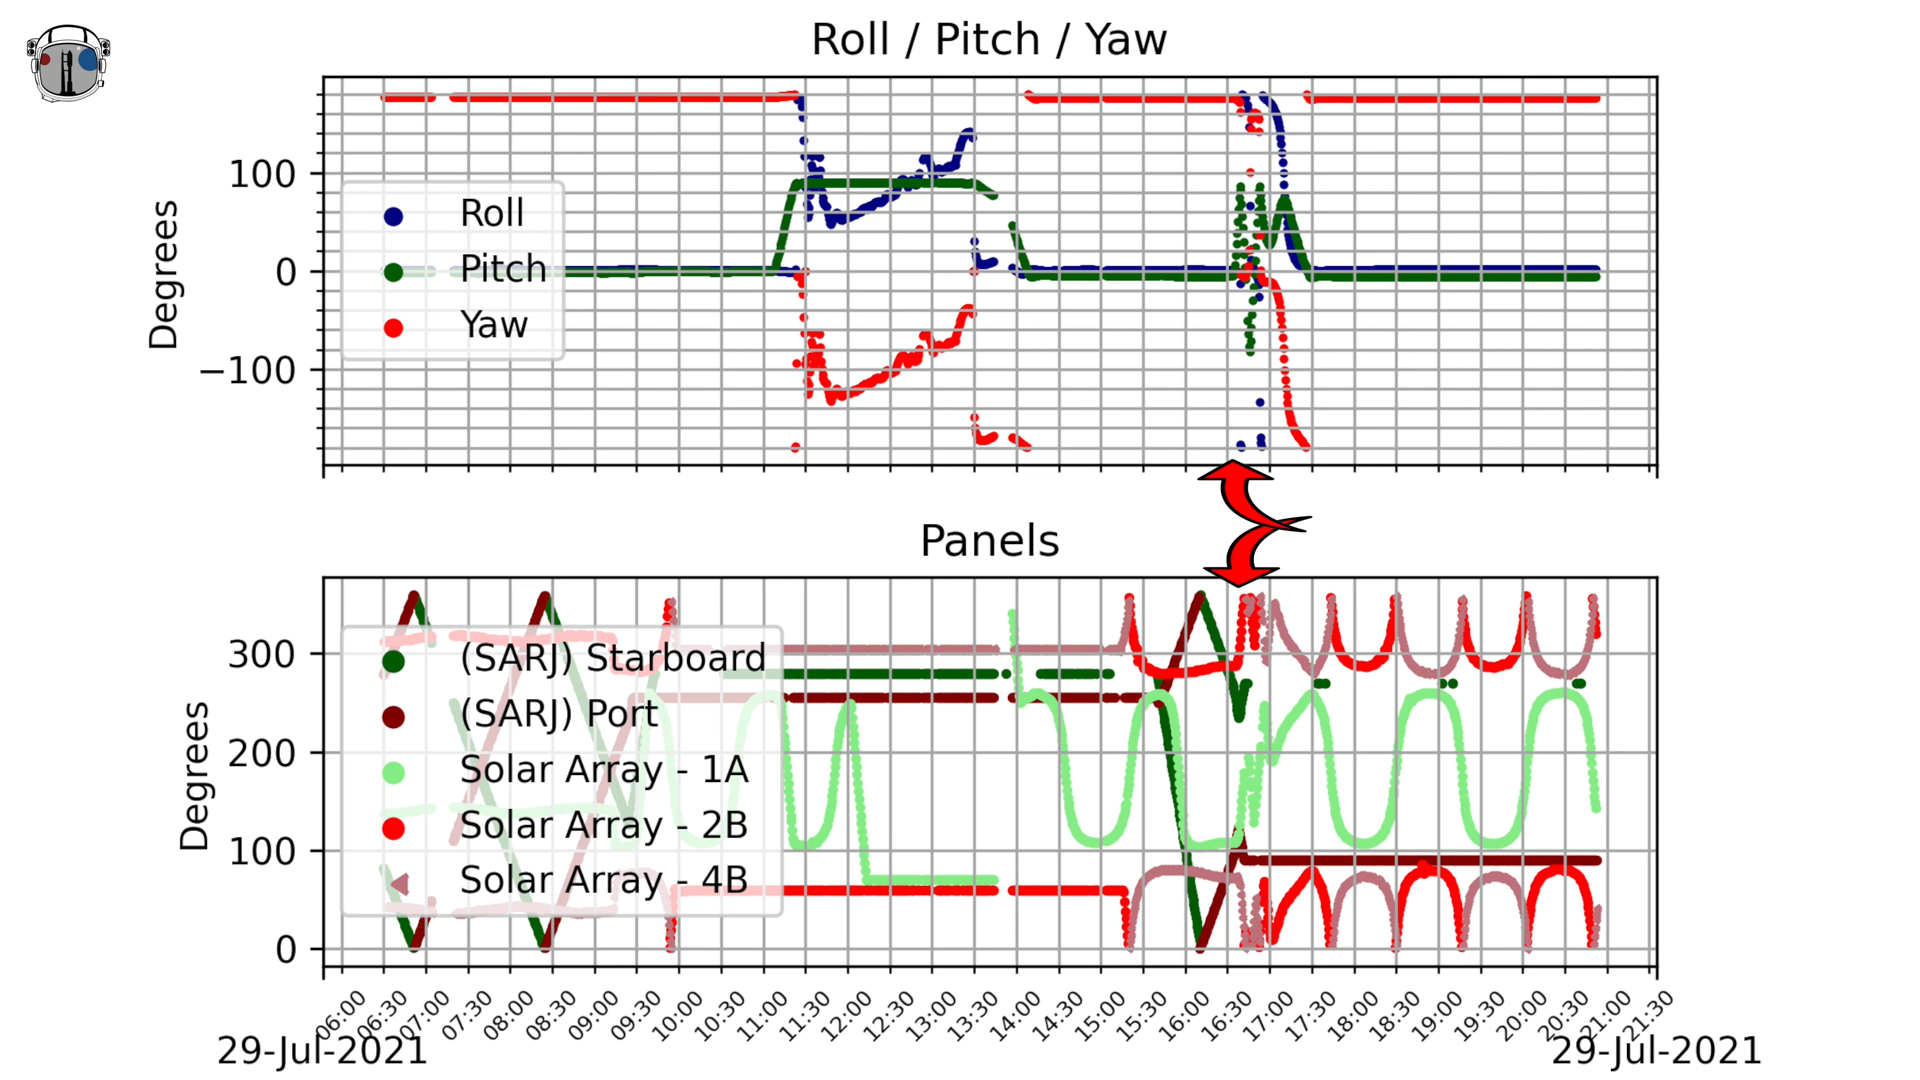 Roll / Pitch / Yaw
Degrees
100
0
−100
Roll
Pitch
Yaw
Panels
Degrees
300
200
100
0
(SARJ) Starboard
(SARJ) Port
Solar Array - 1A
Solar Array - 2B
Solar Array - 4B
06:00 06:30 07:00 07:30 08:00 08:30 09:00 09:30 10:00 10:30 11:00 11:30 12:00 12:30 13:00 13:30 14:00 14:30 15:00 15:30 16:00 16:30 17:00 17:30 18:00 18:30 19:00 19:30 20:00 20:30 21:00 21:30
29-Jul-2021 29-Jul-2021